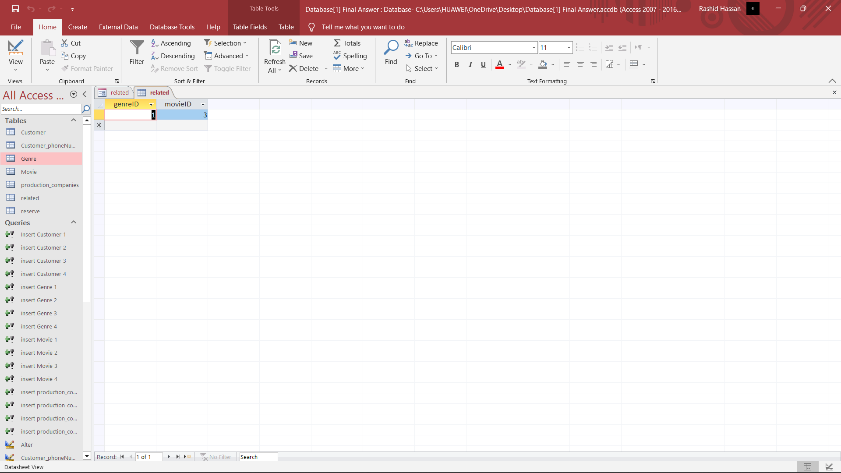 Table Tools
Database[1] Final Answer : Database- C:\Users\HUAWEI\OneDrive\Desktop\Database[1] Final Answer.accdb (Access 2007 - 2016...
Rashid Hassan
File Home Create External Data Database Tools Help Table Fields Table Tell me what you want to do
View
Views
Paste
Cut
Copy
Format Painter
Clipboard
Filter
Ascending
Descending
Remove Sort
Selection
Advanced
Toggle Filter
Sort & Filter
Refresh
All
New
Save
Delete
Totals
Spelling
More
Records
Find
Replace
Go To
Select
Find
Calibri 11
B I U
Text Formatting
All Access ...
Search...
Tables
Customer
Customer_phoneNu...
Genre
Movie
production_companies
related
reserve
Queries
insert Customer 1
insert Customer 2
insert Customer 3
insert Customer 4
insert Genre 1
insert Genre 2
insert Genre 3
insert Genre 4
insert Movie 1
insert Movie 2
insert Movie 3
insert Movie 4
insert production_co...
insert production_co...
insert production_co...
insert production_co...
Alter
Customer_phoneNu...
related related
genreID movieID
1 3
Record: 1 of 1 No Filter Search
Datasheet View